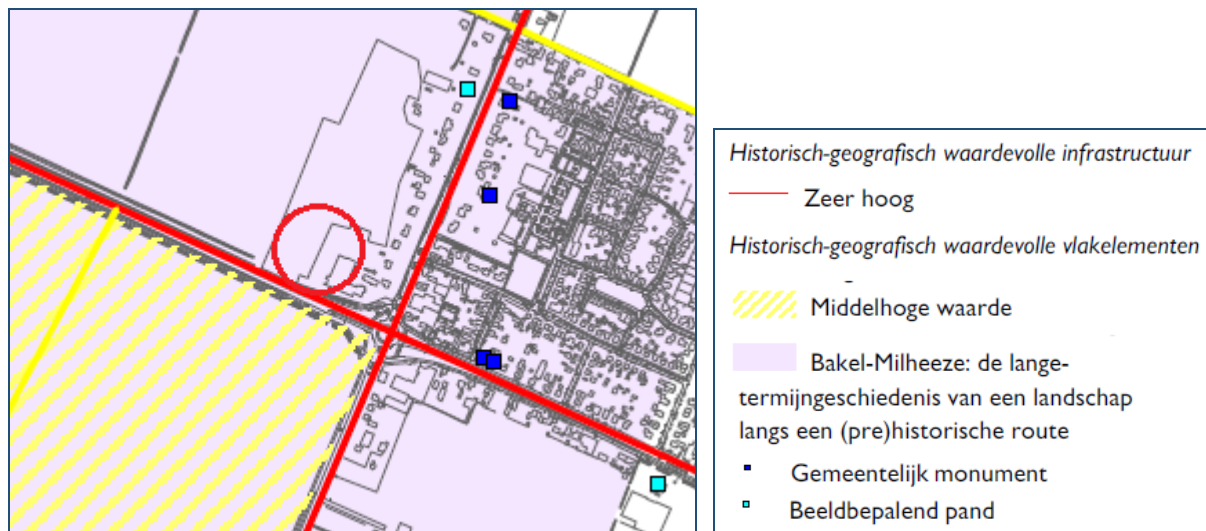 Historisch-geografisch waardevolle infrastructuur
Zeer hoog
Historisch-geografisch waardevolle vlakelementen
Middelhoge waarde
Bakel-Milheeze: de lange-
termijngeschiedenis van een landschap
langs een (pre)historische route
Gemeentelijk monument
Beeldbepalend pand